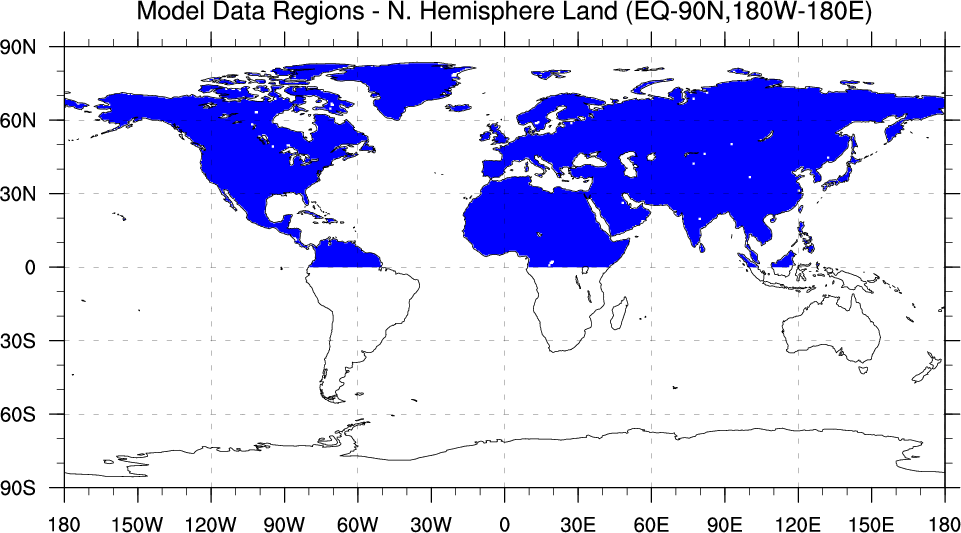 Model Data Regions - N. Hemisphere Land (EQ-90N,180W-180E)
90N
60N
30N
0
30S
60S
90S
180 150W 120W 90W 60W 30W 0 30E 60E 90E 120E 150E 180